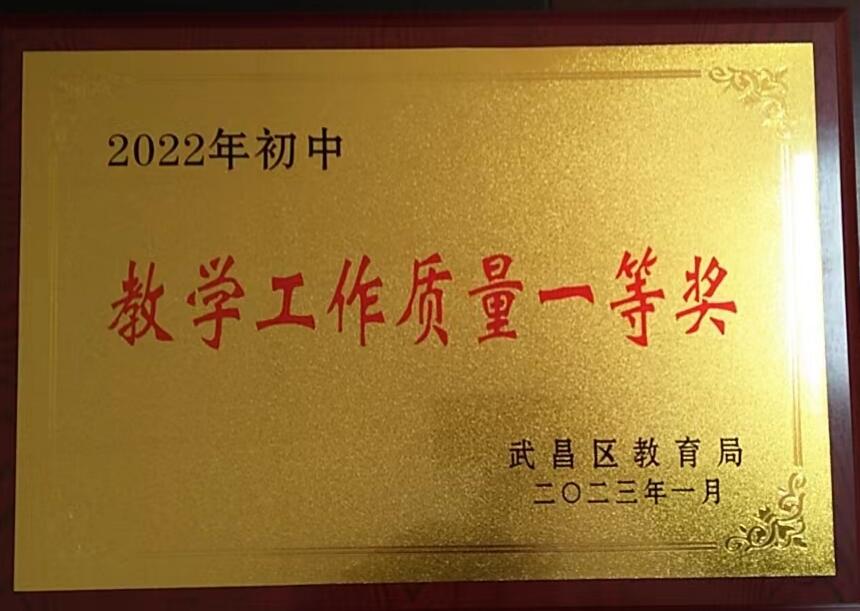 2022年初中
教学工作质量一等奖
武昌区教育局
二〇二三年一月